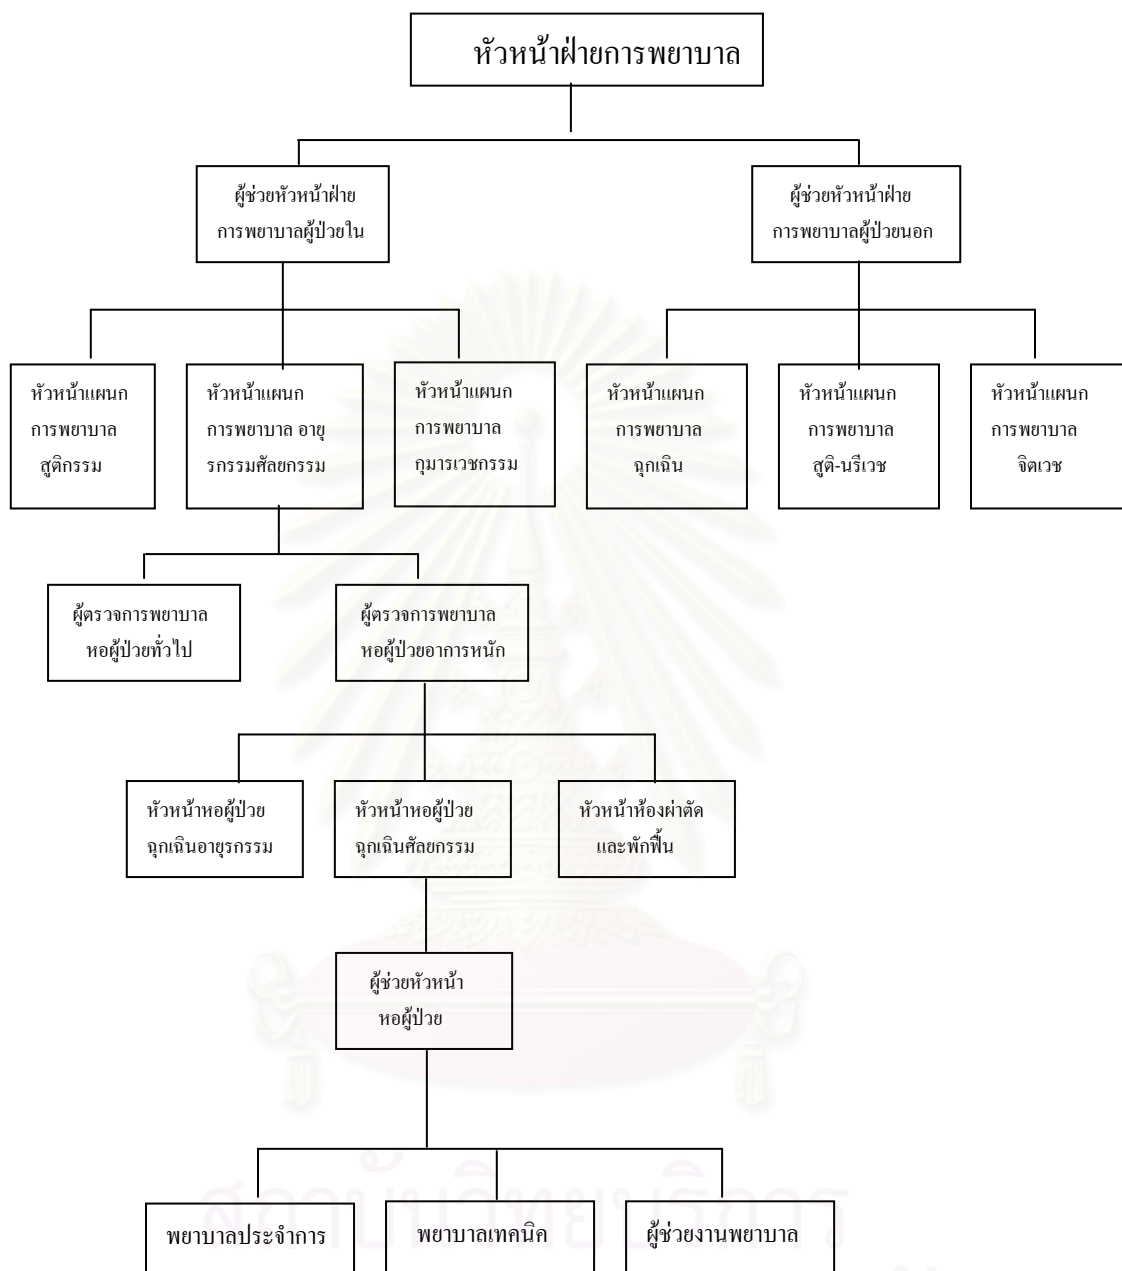 หัวหน้าฝ่ายการพยาบาล
ผู้ช่วยหัวหน้าฝ่าย
การพยาบาลผู้ป่วยใน
ผู้ช่วยหัวหน้าฝ่าย
การพยาบาลผู้ป่วยนอก
หัวหน้าแผนก
การพยาบาล
สูติกรรม
หัวหน้าแผนก
การพยาบาล อายุ
รกรรมศัลยกรรม
หัวหน้าแผนก
การพยาบาล
กุมารเวชกรรม
หัวหน้าแผนก
การพยาบาล
ฉุกเฉิน
หัวหน้าแผนก
การพยาบาล
สูติ-นรีเวช
หัวหน้าแผนก
การพยาบาล
จิตเวช
ผู้ตรวจการพยาบาล
หอผู้ป่วยทั่วไป
ผู้ตรวจการพยาบาล
หอผู้ป่วยอาการหนัก
หัวหน้าหอผู้ป่วย
ฉุกเฉินอายุรกรรม
หัวหน้าหอผู้ป่วย
ฉุกเฉินศัลยกรรม
หัวหน้าห้องผ่าตัด
และพักฟื้น
ผู้ช่วยหัวหน้า
หอผู้ป่วย
สถาบันวิทยบริการ
พยาบาลประจำการ
พยาบาลเทคนิค
ผู้ช่วยงานพยาบาล